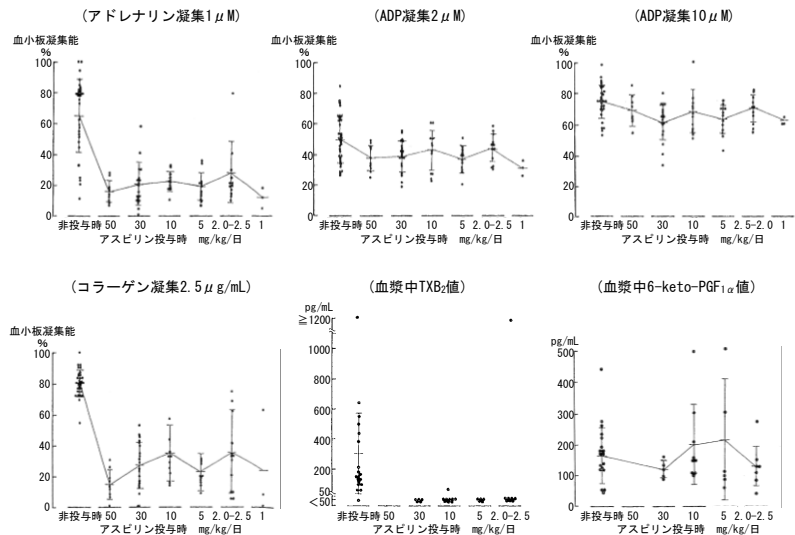 (アドレナリン凝集1μM)
血小板凝集能
%
100
80
60
40
20
0
非投与時 50 30 10 5 2.0-2.5 1
アスピリン投与時 mg/kg/日
(ADP凝集2μM)
100
80
60
40
20
0
非投与時 50 30 10 5 2.0-2.5 1
アスピリン投与時 mg/kg/日
(ADP凝集10μM)
血小板凝集能
%
100
80
60
40
20
0
非投与時 50 30 10 5 2.5-2.0 1
アスピリン投与時 mg/kg/日
(コラーゲン凝集2.5μg/mL)
血小板凝集能
%
100
80
60
40
20
0
非投与時 50 30 10 5 2.0-2.5 1
アスピリン投与時 mg/kg/日
(血漿中TXB₂値)
pg/mL
≧1200
1000
800
600
400
200
50
<50
非投与時 50 30 10 5 2.0-2.5
アスピリン投与時 mg/kg/日
(血漿中6-keto-PGF₁α値)
pg/mL
500
400
300
200
100
0
非投与時 50 30 10 5 2.0-2.5
アスピリン投与時 mg/kg/日